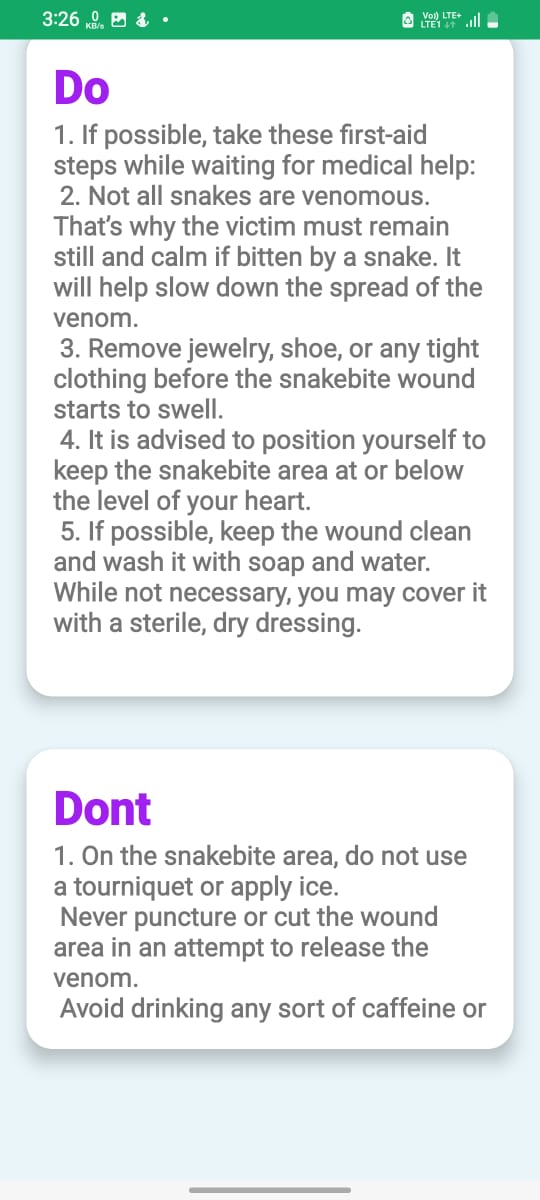 3:26 0 KB/s Vo) LTE+ LTE1 ↓↑
Do
1. If possible, take these first-aid
steps while waiting for medical help:
2. Not all snakes are venomous.
That's why the victim must remain
still and calm if bitten by a snake. It
will help slow down the spread of the
venom.
3. Remove jewelry, shoe, or any tight
clothing before the snakebite wound
starts to swell.
4. It is advised to position yourself to
keep the snakebite area at or below
the level of your heart.
5. If possible, keep the wound clean
and wash it with soap and water.
While not necessary, you may cover it
with a sterile, dry dressing.
Dont
1. On the snakebite area, do not use
a tourniquet or apply ice.
Never puncture or cut the wound
area in an attempt to release the
venom.
Avoid drinking any sort of caffeine or